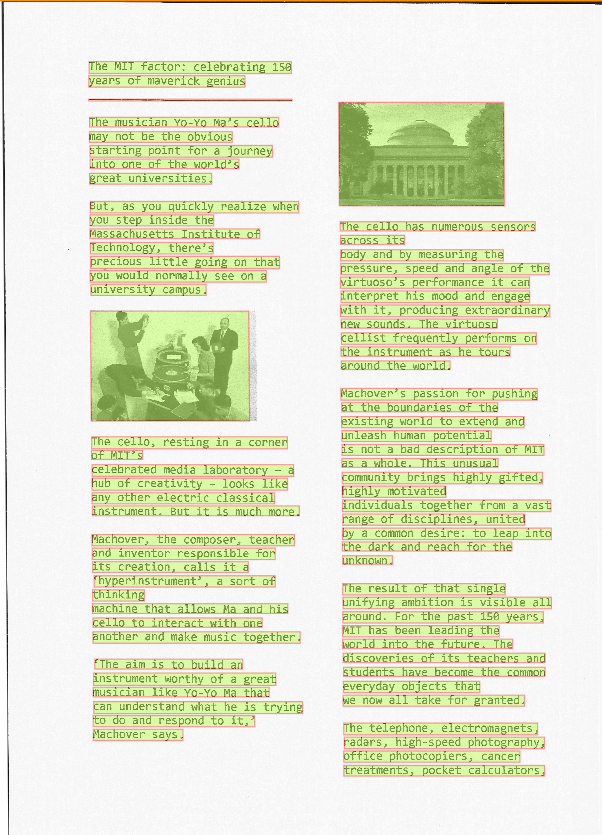 The MIT factor: celebrating 150
years of maverick genius
The musician Yo-Yo Ma's cello
may not be the obvious
starting point for a journey
into one of the world's
great universities.
But, as you quickly realize when
you step inside the
Massachusetts Institute of
Technology, there's
precious little going on that
you would normally see on a
university campus.
The cello, resting in a corner
of MIT's
celebrated media laboratory — a
hub of creativity — looks like
any other electric classical
instrument. But it is much more.
Machover, the composer, teacher
and inventor responsible for
its creation, calls it a
'hyperinstrument', a sort of
thinking
machine that allows Ma and his
cello to interact with one
another and make music together.
'The aim is to build an
instrument worthy of a great
musician like Yo-Yo Ma that
can understand what he is trying
to do and respond to it,'
Machover says.
The cello has numerous sensors
across its
body and by measuring the
pressure, speed and angle of the
virtuoso's performance it can
interpret his mood and engage
with it, producing extraordinary
new sounds. The virtuoso
cellist frequently performs on
the instrument as he tours
around the world.
Machover's passion for pushing
at the boundaries of the
existing world to extend and
unleash human potential
is not a bad description of MIT
as a whole. This unusual
community brings highly gifted,
highly motivated
individuals together from a vast
range of disciplines, united
by a common desire: to leap into
the dark and reach for the
unknown.
The result of that single
unifying ambition is visible all
around. For the past 150 years,
MIT has been leading the
world into the future. The
discoveries of its teachers and
students have become the common
everyday objects that
we now all take for granted.
The telephone, electromagnets,
radars, high-speed photography,
office photocopiers, cancer
treatments, pocket calculators,